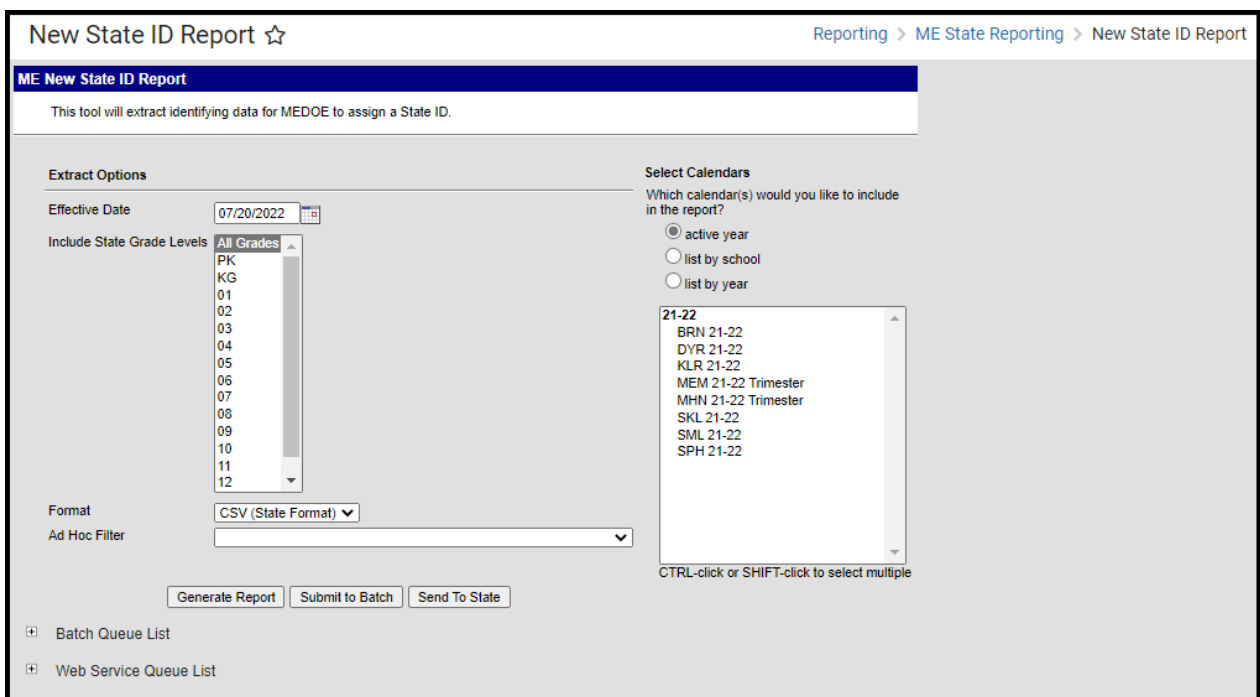 New State ID Report ☆
Reporting > ME State Reporting > New State ID Report
ME New State ID Report
This tool will extract identifying data for MEDOE to assign a State ID.
Extract Options
Effective Date
07/20/2022
Include State Grade Levels
All Grades
PK
KG
01
02
03
04
05
06
07
08
09
10
11
12
Format
CSV (State Format)
Ad Hoc Filter
Select Calendars
Which calendar(s) would you like to include
in the report?
active year
list by school
list by year
21-22
BRN 21-22
DYR 21-22
KLR 21-22
MEM 21-22 Trimester
MHN 21-22 Trimester
SKL 21-22
SML 21-22
SPH 21-22
CTRL-click or SHIFT-click to select multiple
Generate Report Submit to Batch Send To State
Batch Queue List
Web Service Queue List